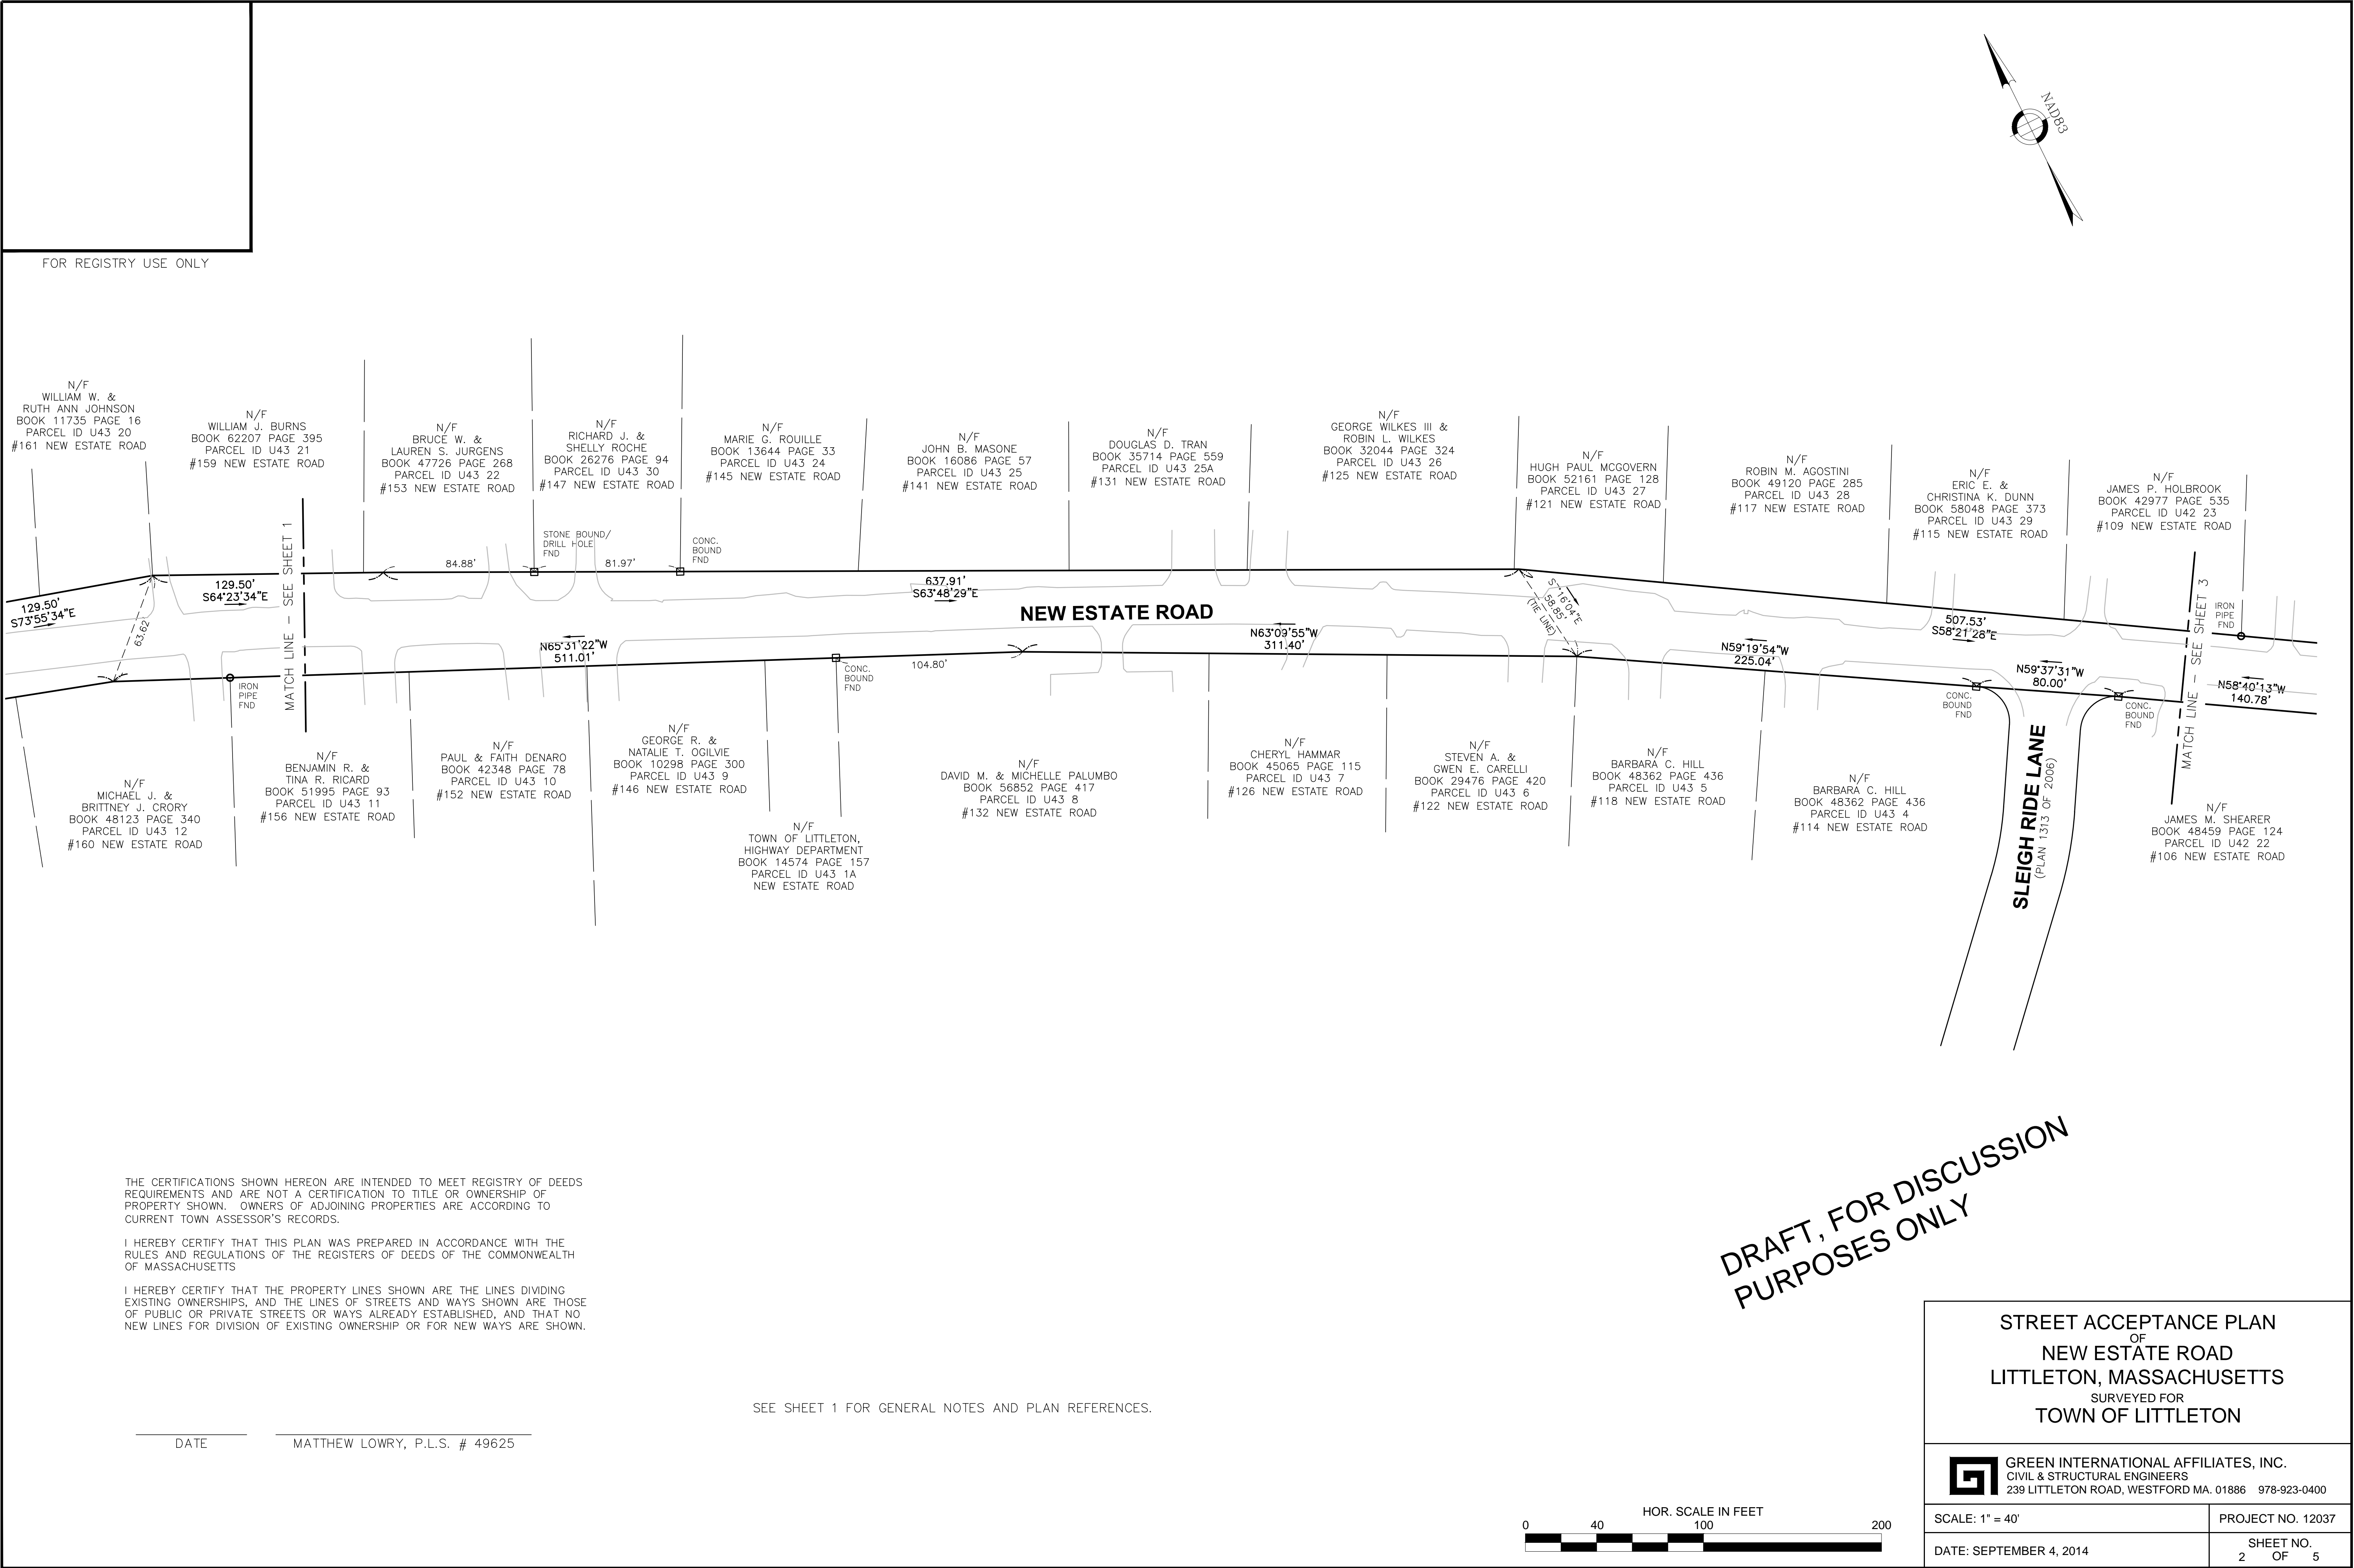 FOR REGISTRY USE ONLY
NAD83
N/F
WILLIAM W. &
RUTH ANN JOHNSON
BOOK 11735 PAGE 16
PARCEL ID U43 20
#161 NEW ESTATE ROAD
N/F
WILLIAM J. BURNS
BOOK 62207 PAGE 395
PARCEL ID U43 21
#159 NEW ESTATE ROAD
N/F
BRUCE W. &
LAUREN S. JURGENS
BOOK 47726 PAGE 268
PARCEL ID U43 22
#153 NEW ESTATE ROAD
N/F
RICHARD J. &
SHELLY ROCHE
BOOK 26276 PAGE 94
PARCEL ID U43 30
#147 NEW ESTATE ROAD
N/F
MARIE G. ROUILLE
BOOK 13644 PAGE 33
PARCEL ID U43 24
#145 NEW ESTATE ROAD
N/F
JOHN B. MASONE
BOOK 16086 PAGE 57
PARCEL ID U43 25
#141 NEW ESTATE ROAD
N/F
DOUGLAS D. TRAN
BOOK 35714 PAGE 559
PARCEL ID U43 25A
#131 NEW ESTATE ROAD
N/F
GEORGE WILKES III &
ROBIN L. WILKES
BOOK 32044 PAGE 324
PARCEL ID U43 26
#125 NEW ESTATE ROAD
N/F
HUGH PAUL MCGOVERN
BOOK 52161 PAGE 128
PARCEL ID U43 27
#121 NEW ESTATE ROAD
N/F
ROBIN M. AGOSTINI
BOOK 49120 PAGE 285
PARCEL ID U43 28
#117 NEW ESTATE ROAD
N/F
ERIC E. &
CHRISTINA K. DUNN
BOOK 58048 PAGE 373
PARCEL ID U43 29
#115 NEW ESTATE ROAD
N/F
JAMES P. HOLBROOK
BOOK 42977 PAGE 535
PARCEL ID U42 23
#109 NEW ESTATE ROAD
129.50'
S73°55'34"E
63.62'
129.50'
S64°23'34"E
MATCH LINE - SEE SHEET 1
84.88'
STONE BOUND/
DRILL HOLE
FND
81.97'
CONC.
BOUND
FND
637.91'
S63°48'29"E
NEW ESTATE ROAD
S7°16'04"E
58.85'
(TIE LINE)
507.53'
S58°21'28"E
IRON
PIPE
FND
MATCH LINE - SEE SHEET 3
IRON
PIPE
FND
N65°31'22"W
511.01'
CONC.
BOUND
FND
104.80'
N63°09'55"W
311.40'
N59°19'54"W
225.04'
N59°37'31"W
80.00'
CONC.
BOUND
FND
CONC.
BOUND
FND
N58°40'13"W
140.78'
SLEIGH RIDE LANE
(PLAN 1313 OF 2006)
N/F
MICHAEL J. &
BRITTNEY J. CRORY
BOOK 48123 PAGE 340
PARCEL ID U43 12
#160 NEW ESTATE ROAD
N/F
BENJAMIN R. &
TINA R. RICARD
BOOK 51995 PAGE 93
PARCEL ID U43 11
#156 NEW ESTATE ROAD
N/F
PAUL & FAITH DENARO
BOOK 42348 PAGE 78
PARCEL ID U43 10
#152 NEW ESTATE ROAD
N/F
GEORGE R. &
NATALIE T. OGILVIE
BOOK 10298 PAGE 300
PARCEL ID U43 9
#146 NEW ESTATE ROAD
N/F
TOWN OF LITTLETON,
HIGHWAY DEPARTMENT
BOOK 14574 PAGE 157
PARCEL ID U43 1A
NEW ESTATE ROAD
N/F
DAVID M. & MICHELLE PALUMBO
BOOK 56852 PAGE 417
PARCEL ID U43 8
#132 NEW ESTATE ROAD
N/F
CHERYL HAMMAR
BOOK 45065 PAGE 115
PARCEL ID U43 7
#126 NEW ESTATE ROAD
N/F
STEVEN A. &
GWEN E. CARELLI
BOOK 29476 PAGE 420
PARCEL ID U43 6
#122 NEW ESTATE ROAD
N/F
BARBARA C. HILL
BOOK 48362 PAGE 436
PARCEL ID U43 5
#118 NEW ESTATE ROAD
N/F
BARBARA C. HILL
BOOK 48362 PAGE 436
PARCEL ID U43 4
#114 NEW ESTATE ROAD
N/F
JAMES M. SHEARER
BOOK 48459 PAGE 124
PARCEL ID U42 22
#106 NEW ESTATE ROAD
THE CERTIFICATIONS SHOWN HEREON ARE INTENDED TO MEET REGISTRY OF DEEDS
REQUIREMENTS AND ARE NOT A CERTIFICATION TO TITLE OR OWNERSHIP OF
PROPERTY SHOWN. OWNERS OF ADJOINING PROPERTIES ARE ACCORDING TO
CURRENT TOWN ASSESSOR'S RECORDS.
I HEREBY CERTIFY THAT THIS PLAN WAS PREPARED IN ACCORDANCE WITH THE
RULES AND REGULATIONS OF THE REGISTERS OF DEEDS OF THE COMMONWEALTH
OF MASSACHUSETTS
I HEREBY CERTIFY THAT THE PROPERTY LINES SHOWN ARE THE LINES DIVIDING
EXISTING OWNERSHIPS, AND THE LINES OF STREETS AND WAYS SHOWN ARE THOSE
OF PUBLIC OR PRIVATE STREETS OR WAYS ALREADY ESTABLISHED, AND THAT NO
NEW LINES FOR DIVISION OF EXISTING OWNERSHIP OR FOR NEW WAYS ARE SHOWN.
DATE
MATTHEW LOWRY, P.L.S. # 49625
SEE SHEET 1 FOR GENERAL NOTES AND PLAN REFERENCES.
DRAFT, FOR DISCUSSION
PURPOSES ONLY
HOR. SCALE IN FEET
0 40 100 200
STREET ACCEPTANCE PLAN
OF
NEW ESTATE ROAD
LITTLETON, MASSACHUSETTS
SURVEYED FOR
TOWN OF LITTLETON
GREEN INTERNATIONAL AFFILIATES, INC.
CIVIL & STRUCTURAL ENGINEERS
239 LITTLETON ROAD, WESTFORD MA. 01886 978-923-0400
SCALE: 1" = 40'
PROJECT NO. 12037
DATE: SEPTEMBER 4, 2014
SHEET NO.
2 OF 5